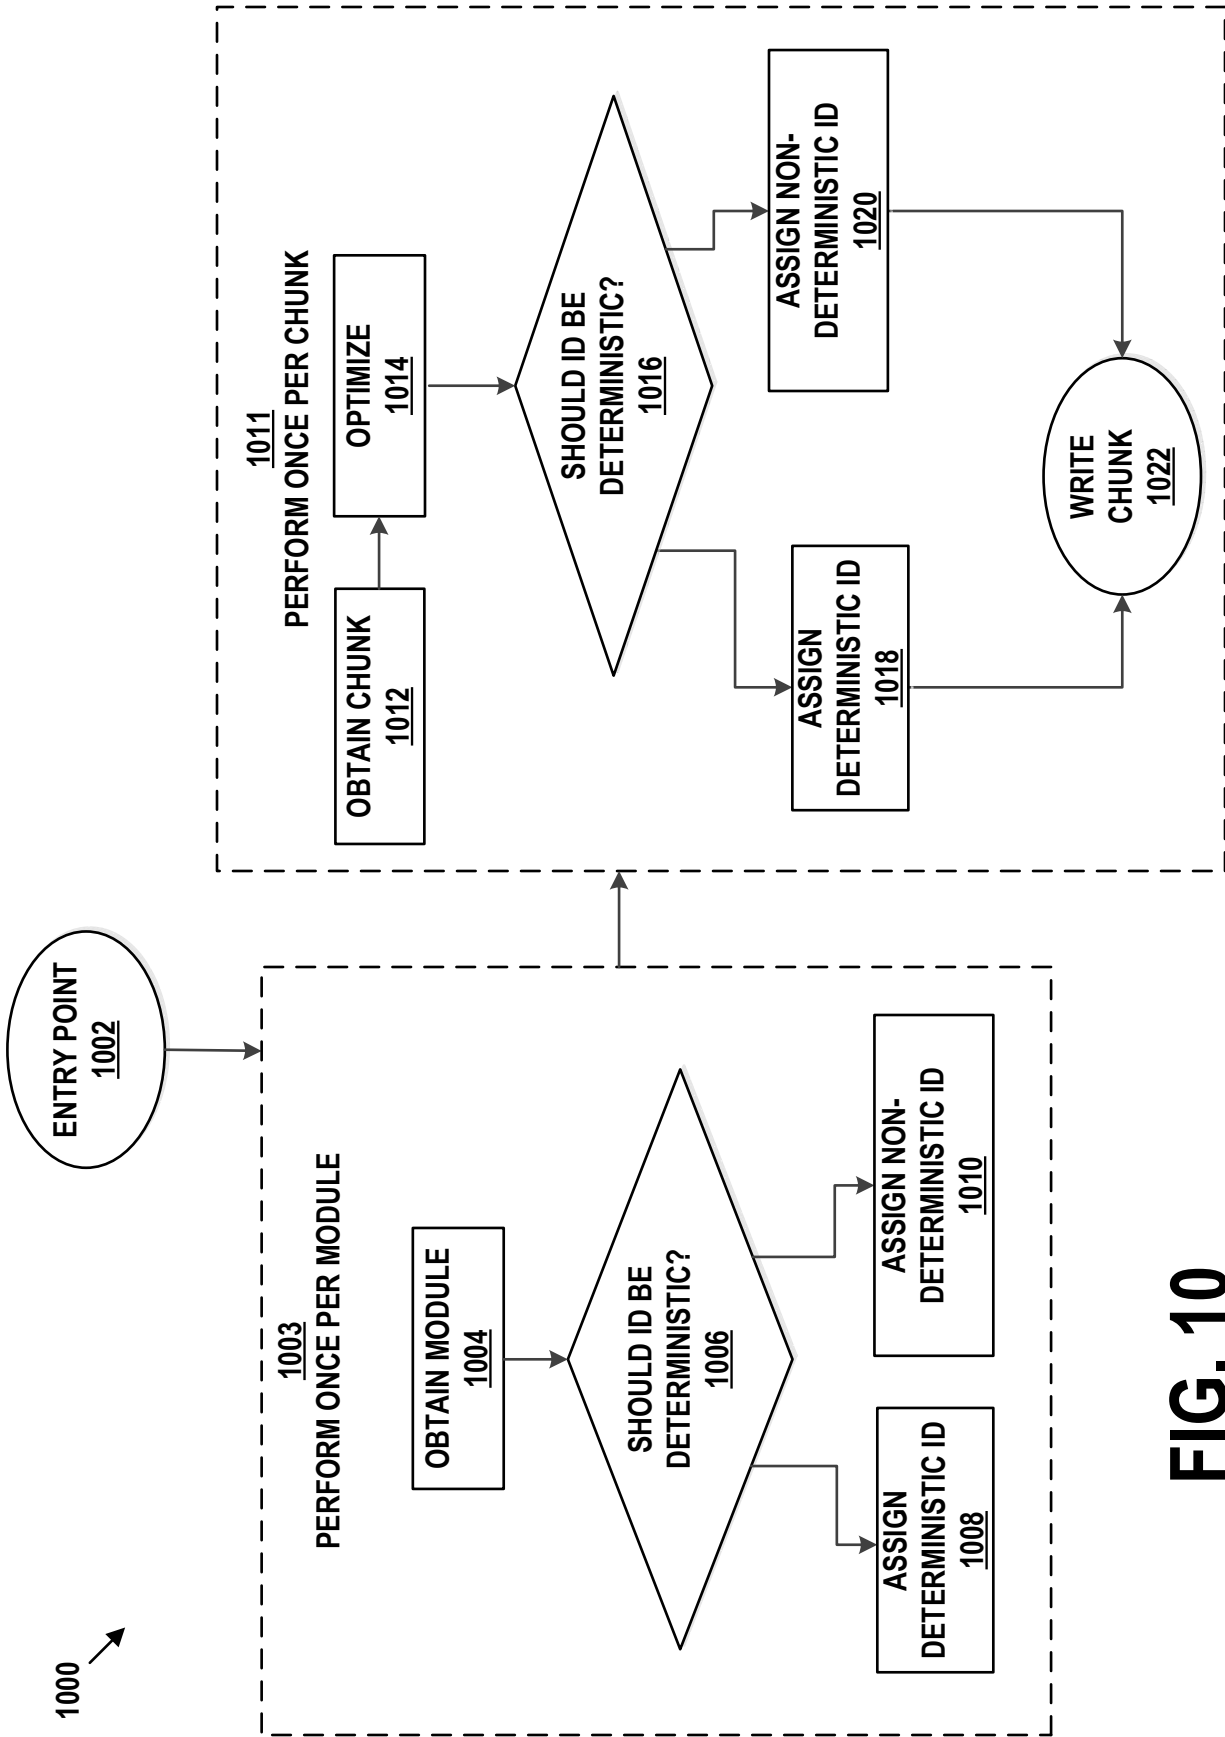 1000
ENTRY POINT
1002
1003
PERFORM ONCE PER MODULE
OBTAIN MODULE
1004
SHOULD ID BE
DETERMINISTIC?
1006
ASSIGN
DETERMINISTIC ID
1008
ASSIGN NON-
DETERMINISTIC ID
1010
1011
PERFORM ONCE PER CHUNK
OBTAIN CHUNK
1012
OPTIMIZE
1014
SHOULD ID BE
DETERMINISTIC?
1016
ASSIGN
DETERMINISTIC ID
1018
ASSIGN NON-
DETERMINISTIC ID
1020
WRITE
CHUNK
1022
FIG. 10